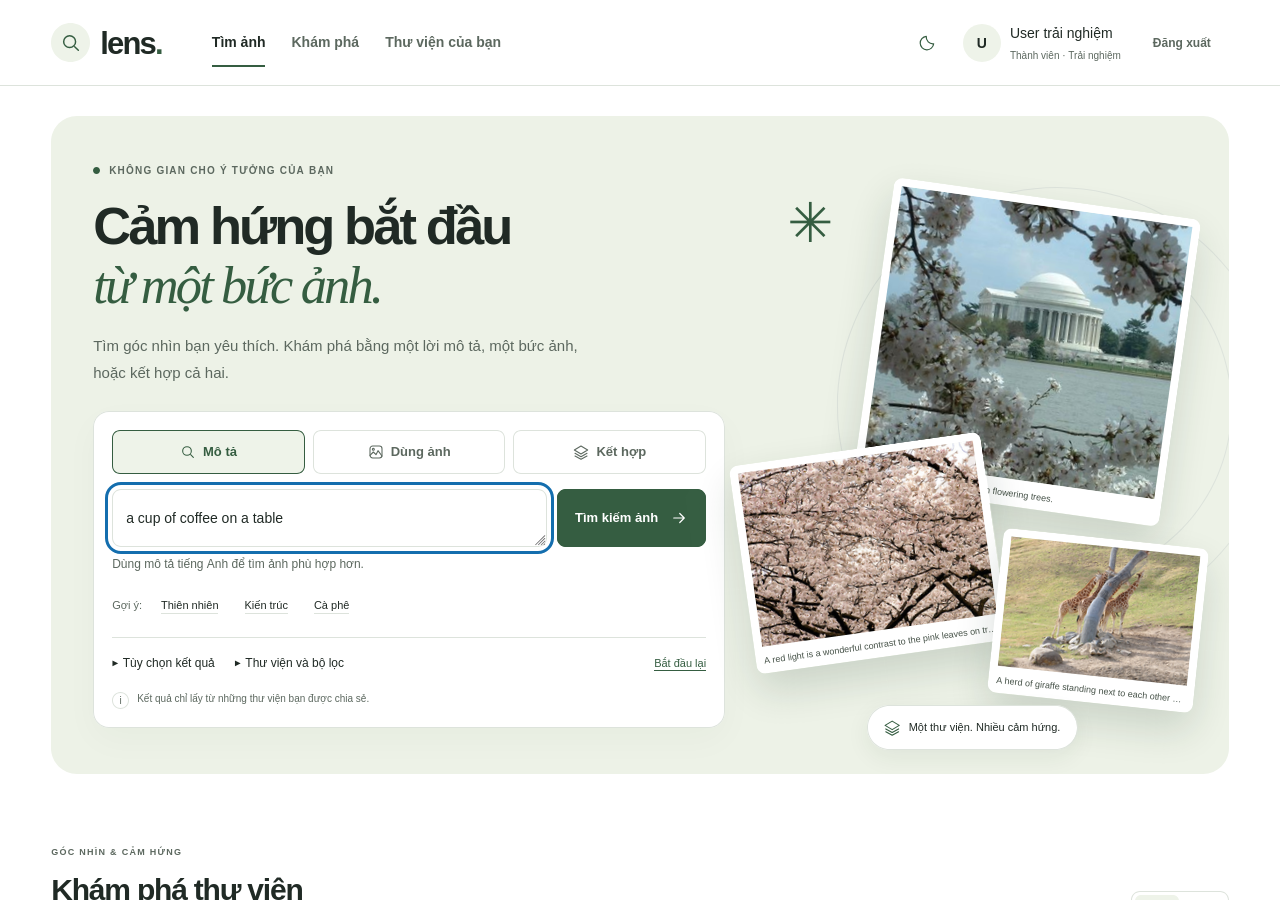 lens.
Tìm ảnh
Khám phá
Thư viện của bạn
U
User trải nghiệm
Thành viên · Trải nghiệm
Đăng xuất
KHÔNG GIAN CHO Ý TƯỞNG CỦA BẠN
Cảm hứng bắt đầu
từ một bức ảnh.
Tìm góc nhìn bạn yêu thích. Khám phá bằng một lời mô tả, một bức ảnh,
hoặc kết hợp cả hai.
Mô tả
Dùng ảnh
Kết hợp
a cup of coffee on a table
Tìm kiếm ảnh
Dùng mô tả tiếng Anh để tìm ảnh phù hợp hơn.
Gợi ý:
Thiên nhiên
Kiến trúc
Cà phê
Tùy chọn kết quả
Thư viện và bộ lọc
Bắt đầu lại
i
Kết quả chỉ lấy từ những thư viện bạn được chia sẻ.
flowering trees.
A red light is a wonderful contrast to the pink leaves on tr...
A herd of giraffe standing next to each other ...
Một thư viện. Nhiều cảm hứng.
GÓC NHÌN & CẢM HỨNG
Khám phá thư viện